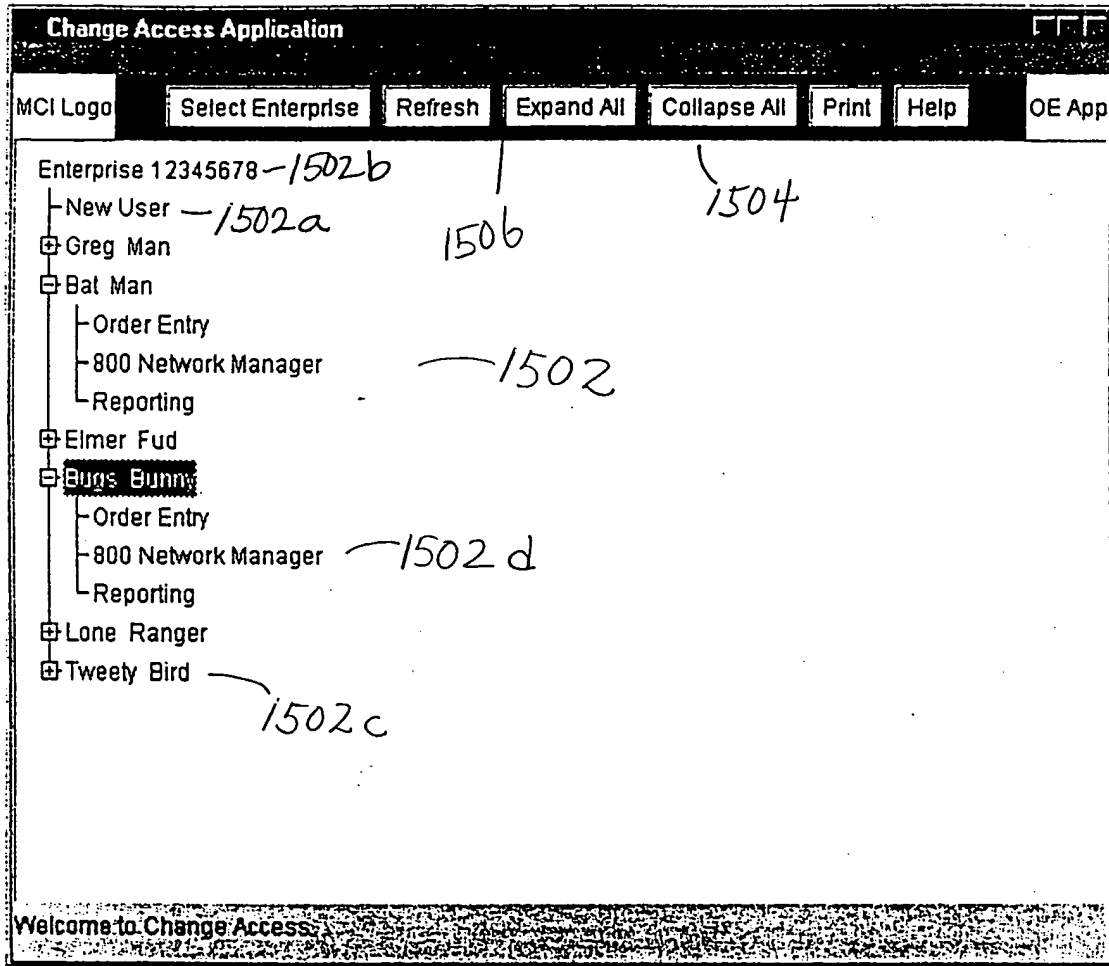 Change Access Application
MCI Logo Select Enterprise Refresh Expand All Collapse All Print Help OE App
Enterprise 12345678 1502b
New User 1502a
1506
1504
Greg Man
Bat Man
Order Entry
800 Network Manager 1502
Reporting
Elmer Fud
Bugs Bunny
Order Entry
800 Network Manager 1502d
Reporting
Lone Ranger
Tweety Bird
1502c
Welcome to Change Access